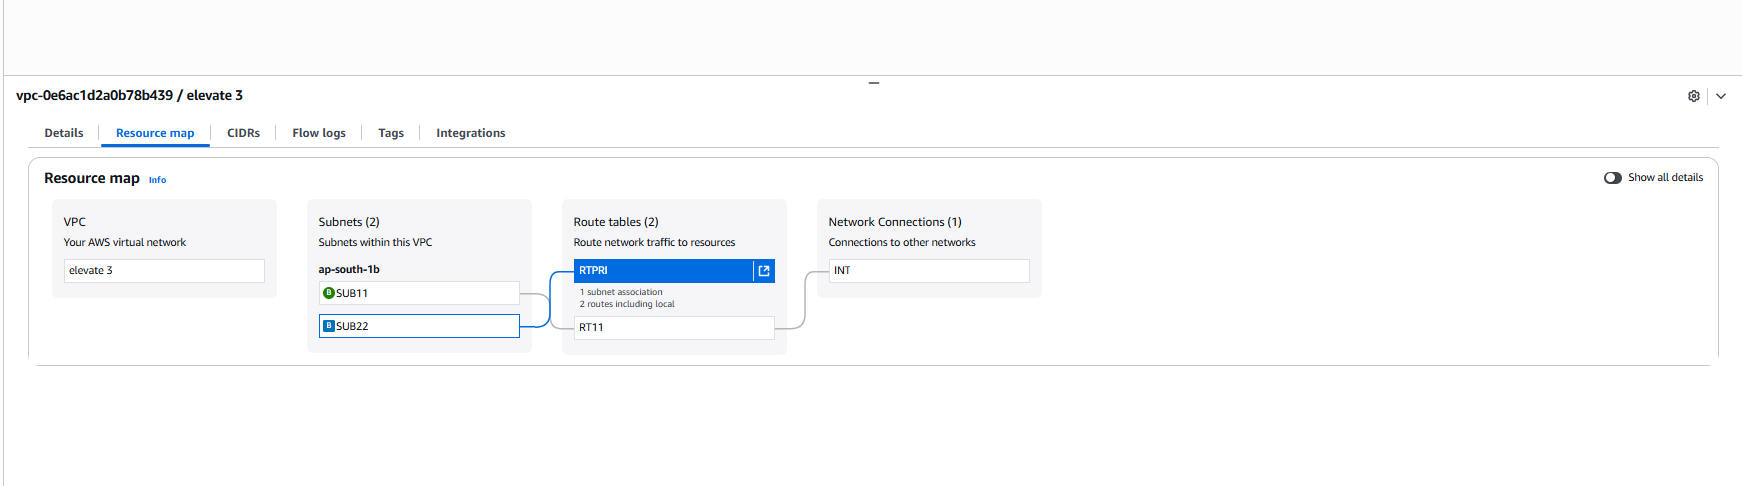 vpc-0e6ac1d2a0b78b439 / elevate 3
Details
Resource map
CIDRs
Flow logs
Tags
Integrations
Resource map
Info
Show all details
VPC
Your AWS virtual network
elevate 3
Subnets (2)
Subnets within this VPC
ap-south-1b
B SUB11
B SUB22
Route tables (2)
Route network traffic to resources
RTPRI
1 subnet association
2 routes including local
RT11
Network Connections (1)
Connections to other networks
INT